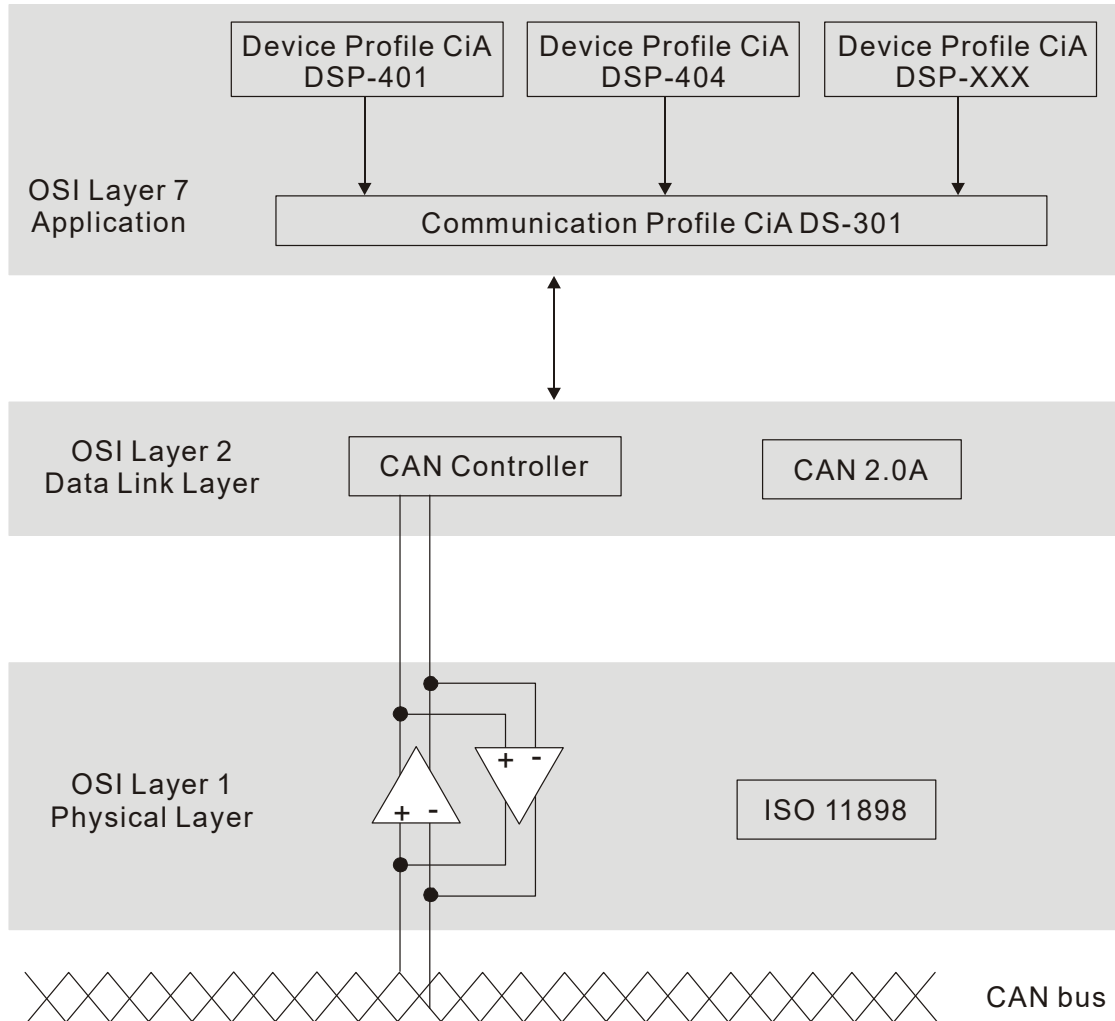 Device Profile CiA
DSP-401
Device Profile CiA
DSP-404
Device Profile CiA
DSP-XXX
OSI Layer 7
Application
Communication Profile CiA DS-301
OSI Layer 2
Data Link Layer
CAN Controller
CAN 2.0A
OSI Layer 1
Physical Layer
+ -
+ -
ISO 11898
CAN bus